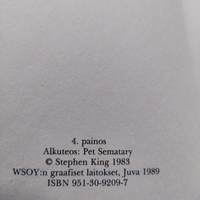 4. painos
Alkuteos: Pet Sematary
© Stephen King 1983
WSOY:n graafiset laitokset, Juva 1989
ISBN 951-30-9209-7